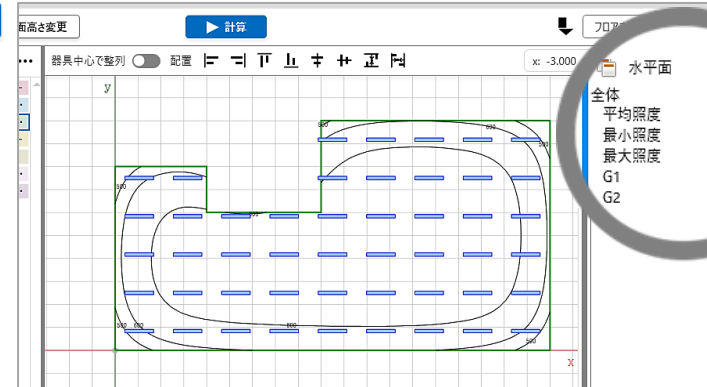 面高さ変更
計算
フロア
器具中心で整列
配置
x: -3.000
水平面
全体
平均照度
最小照度
最大照度
G1
G2
y
600
500
600
500
500
600
800
500
x